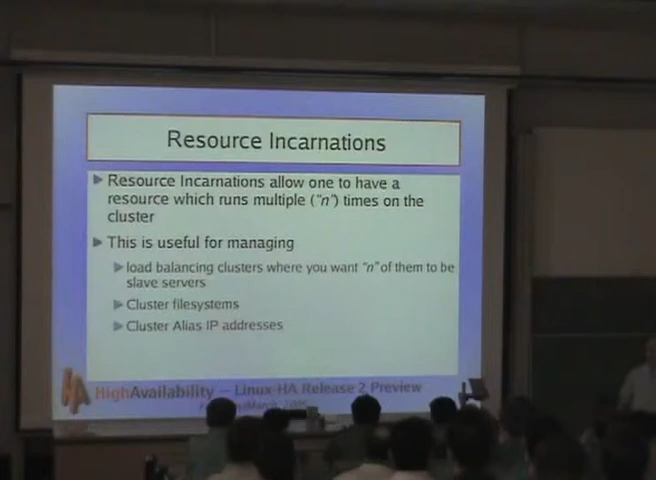 Resource Incarnations
Resource Incarnations allow one to have a
resource which runs multiple ("n") times on the
cluster
This is useful for managing
load balancing clusters where you want "n" of them to be
slave servers
Cluster filesystems
Cluster Alias IP addresses
HA HighAvailability — Linux-HA Release 2 Preview